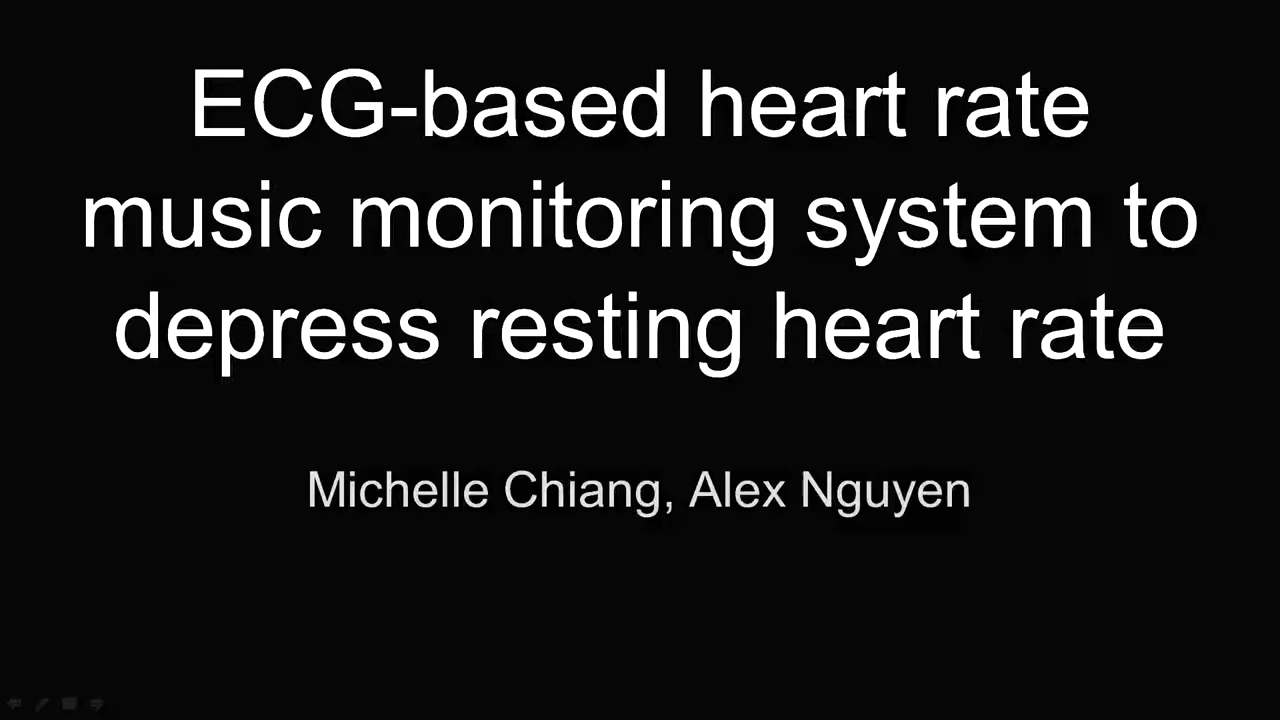 ECG-based heart rate
music monitoring system to
depress resting heart rate
Michelle Chiang, Alex Nguyen